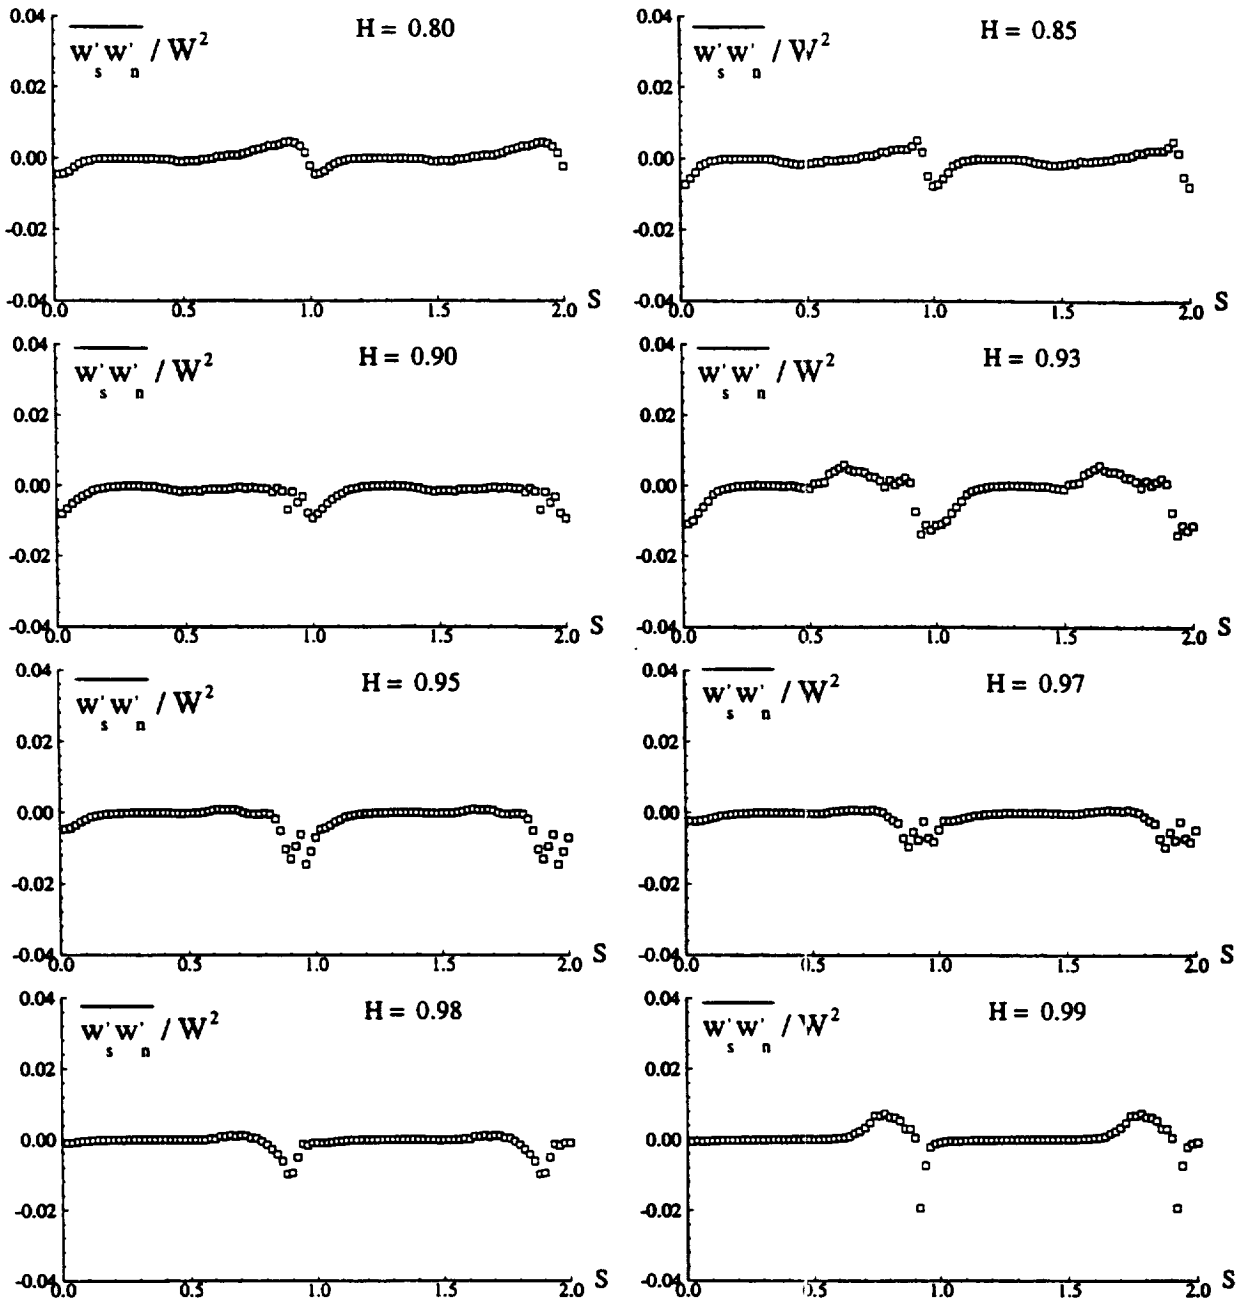 w's w'n / W² H = 0.80
0.04
0.02
0.00
-0.02
-0.04
0.0 0.5 1.0 1.5 2.0 S
w's w'n / W² H = 0.85
0.04
0.02
0.00
-0.02
-0.04
0.0 0.5 1.0 1.5 2.0 S
w's w'n / W² H = 0.90
0.04
0.02
0.00
-0.02
-0.04
0.0 0.5 1.0 1.5 2.0 S
w's w'n / W² H = 0.93
0.04
0.02
0.00
-0.02
-0.04
0.0 0.5 1.0 1.5 2.0 S
w's w'n / W² H = 0.95
0.04
0.02
0.00
-0.02
-0.04
0.0 0.5 1.0 1.5 2.0 S
w's w'n / W² H = 0.97
0.04
0.02
0.00
-0.02
-0.04
0.0 0.5 1.0 1.5 2.0 S
w's w'n / W² H = 0.98
0.04
0.02
0.00
-0.02
-0.04
0.0 0.5 1.0 1.5 2.0 S
w's w'n / W² H = 0.99
0.04
0.02
0.00
-0.02
-0.04
0.0 0.5 1.0 1.5 2.0 S